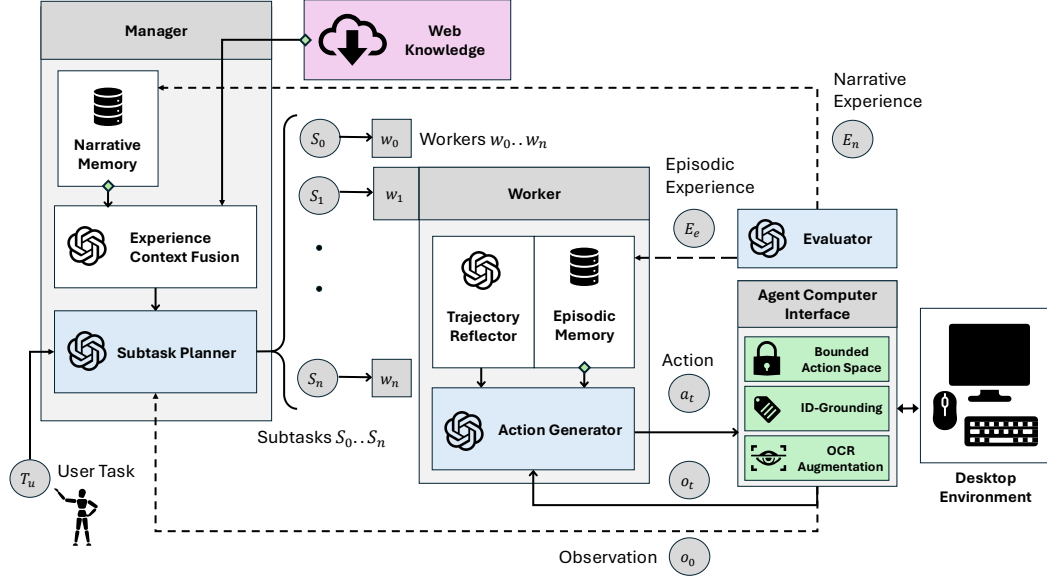 Manager
Narrative
Memory
Experience
Context Fusion
Subtask Planner
Web
Knowledge
S₀
w₀
Workers w₀..wₙ
S₁
w₁
Sₙ
wₙ
Subtasks S₀..Sₙ
Worker
Trajectory
Reflector
Episodic
Memory
Action Generator
Narrative
Experience
Eₙ
Episodic
Experience
Eₑ
Evaluator
Agent Computer
Interface
Bounded
Action Space
ID-Grounding
OCR
Augmentation
Action
aₜ
oₜ
Desktop
Environment
Tᵤ
User Task
Observation
o₀